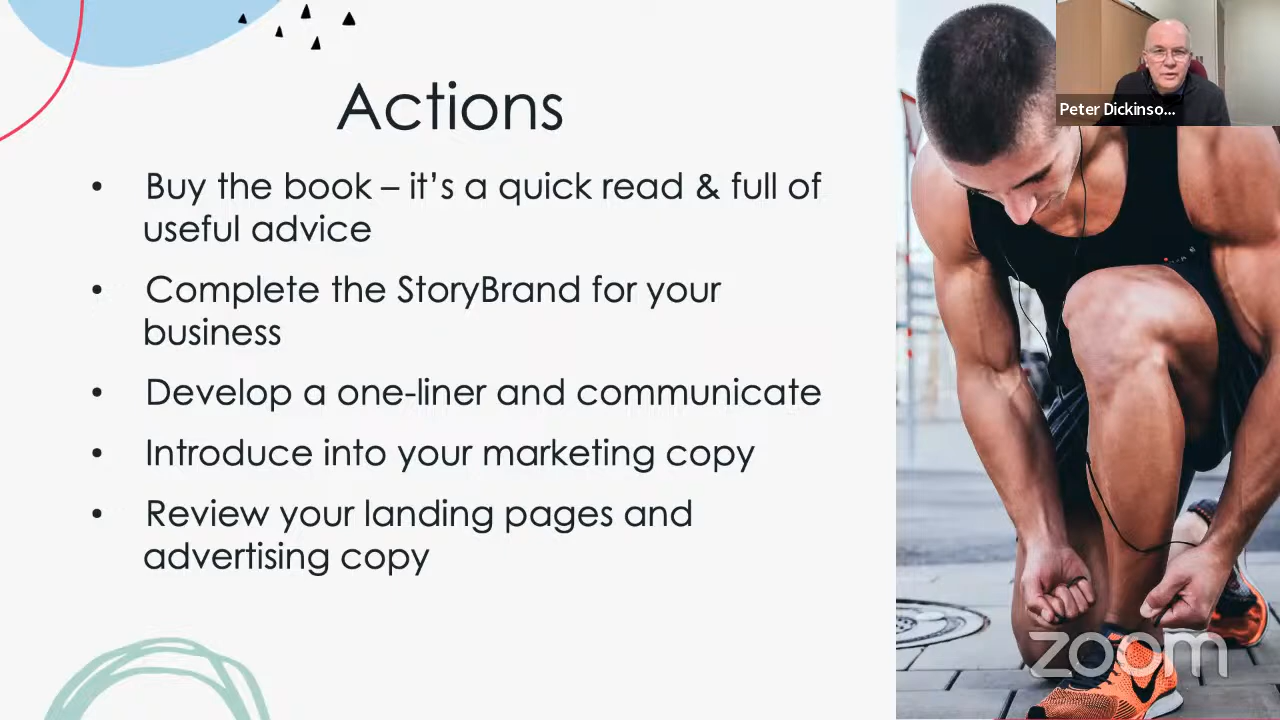 Actions
• Buy the book – it’s a quick read & full of
useful advice
• Complete the StoryBrand for your
business
• Develop a one-liner and communicate
• Introduce into your marketing copy
• Review your landing pages and
advertising copy
Peter Dickinso...
zoom